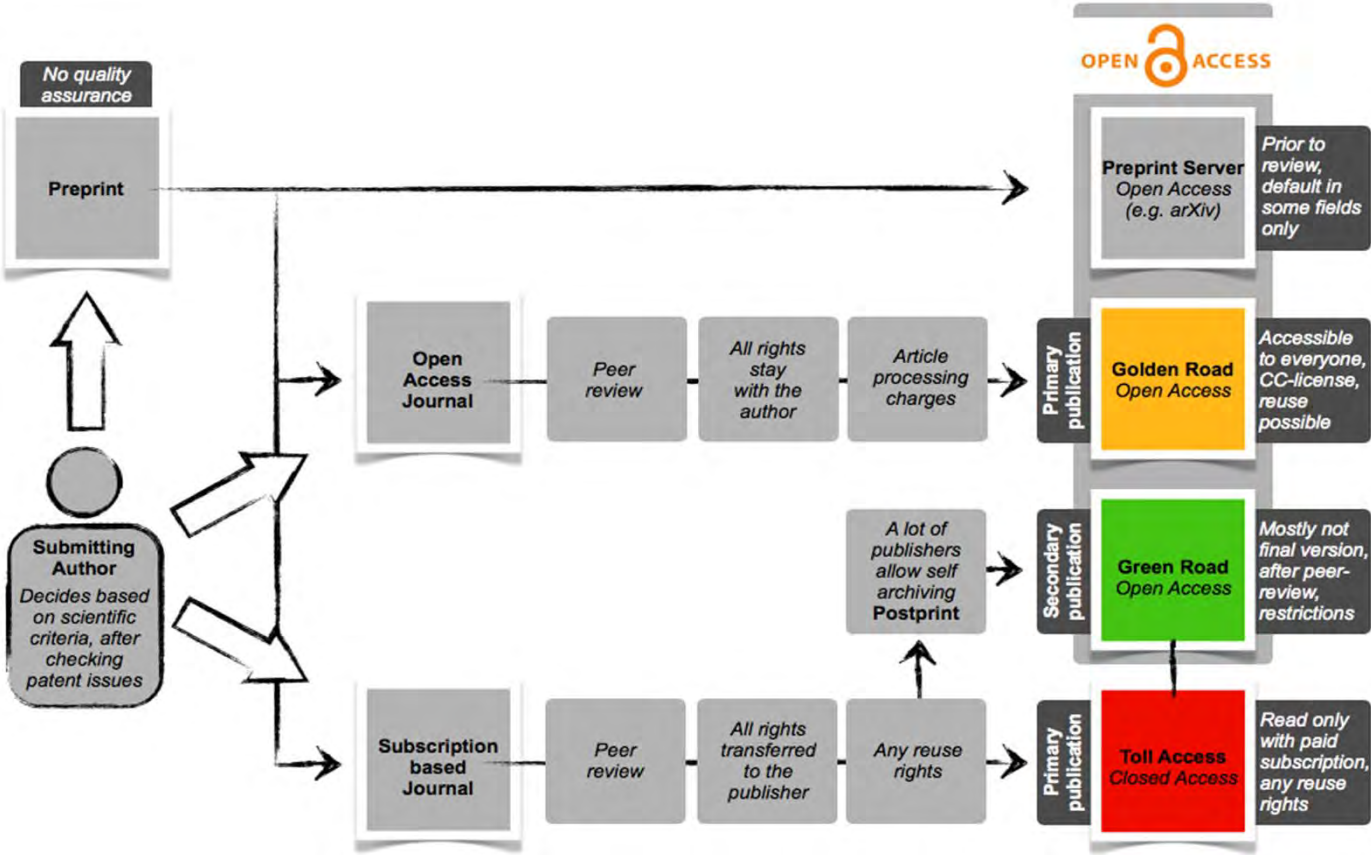 OPEN ACCESS
No quality
assurance
Preprint
Preprint Server
Open Access
(e.g. arXiv)
Prior to
review,
default in
some fields
only
Open
Access
Journal
Peer
review
All rights
stay
with the
author
Article
processing
charges
Primary
publication
Golden Road
Open Access
Accessible
to everyone,
CC-license,
reuse
possible
Submitting
Author
Decides based
on scientific
criteria, after
checking
patent issues
A lot of
publishers
allow self
archiving
Postprint
Secondary
publication
Green Road
Open Access
Mostly not
final version,
after peer-
review,
restrictions
Subscription
based
Journal
Peer
review
All rights
transferred
to the
publisher
Any reuse
rights
Primary
publication
Toll Access
Closed Access
Read only
with paid
subscription,
any reuse
rights